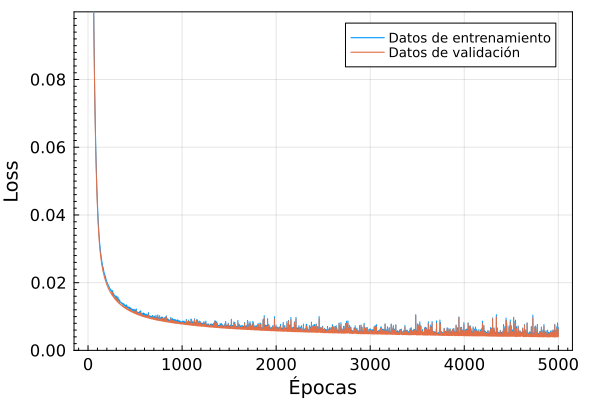 Datos de entrenamiento
Datos de validación
0.08
0.06
0.04
0.02
0.00
Loss
0 1000 2000 3000 4000 5000
Épocas